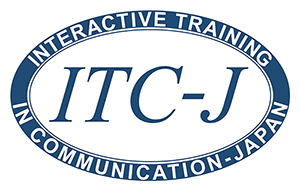 INTERACTIVE TRAINING
ITC-J
IN COMMUNICATION-JAPAN